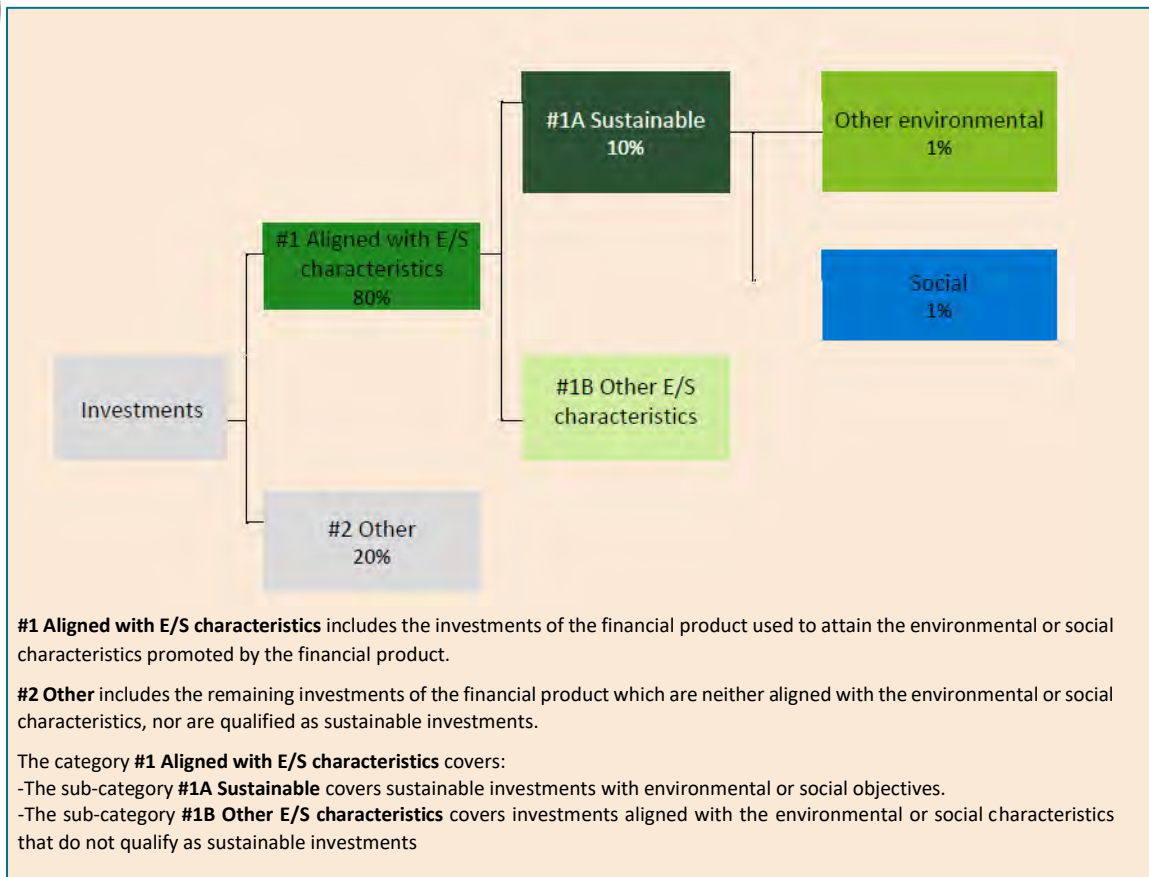 #1A Sustainable
10%
Other environmental
1%
#1 Aligned with E/S
characteristics
80%
Social
1%
Investments
#1B Other E/S
characteristics
#2 Other
20%
#1 Aligned with E/S characteristics includes the investments of the financial product used to attain the environmental or social
characteristics promoted by the financial product.
#2 Other includes the remaining investments of the financial product which are neither aligned with the environmental or social
characteristics, nor are qualified as sustainable investments.
The category #1 Aligned with E/S characteristics covers:
-The sub-category #1A Sustainable covers sustainable investments with environmental or social objectives.
-The sub-category #1B Other E/S characteristics covers investments aligned with the environmental or social characteristics
that do not qualify as sustainable investments